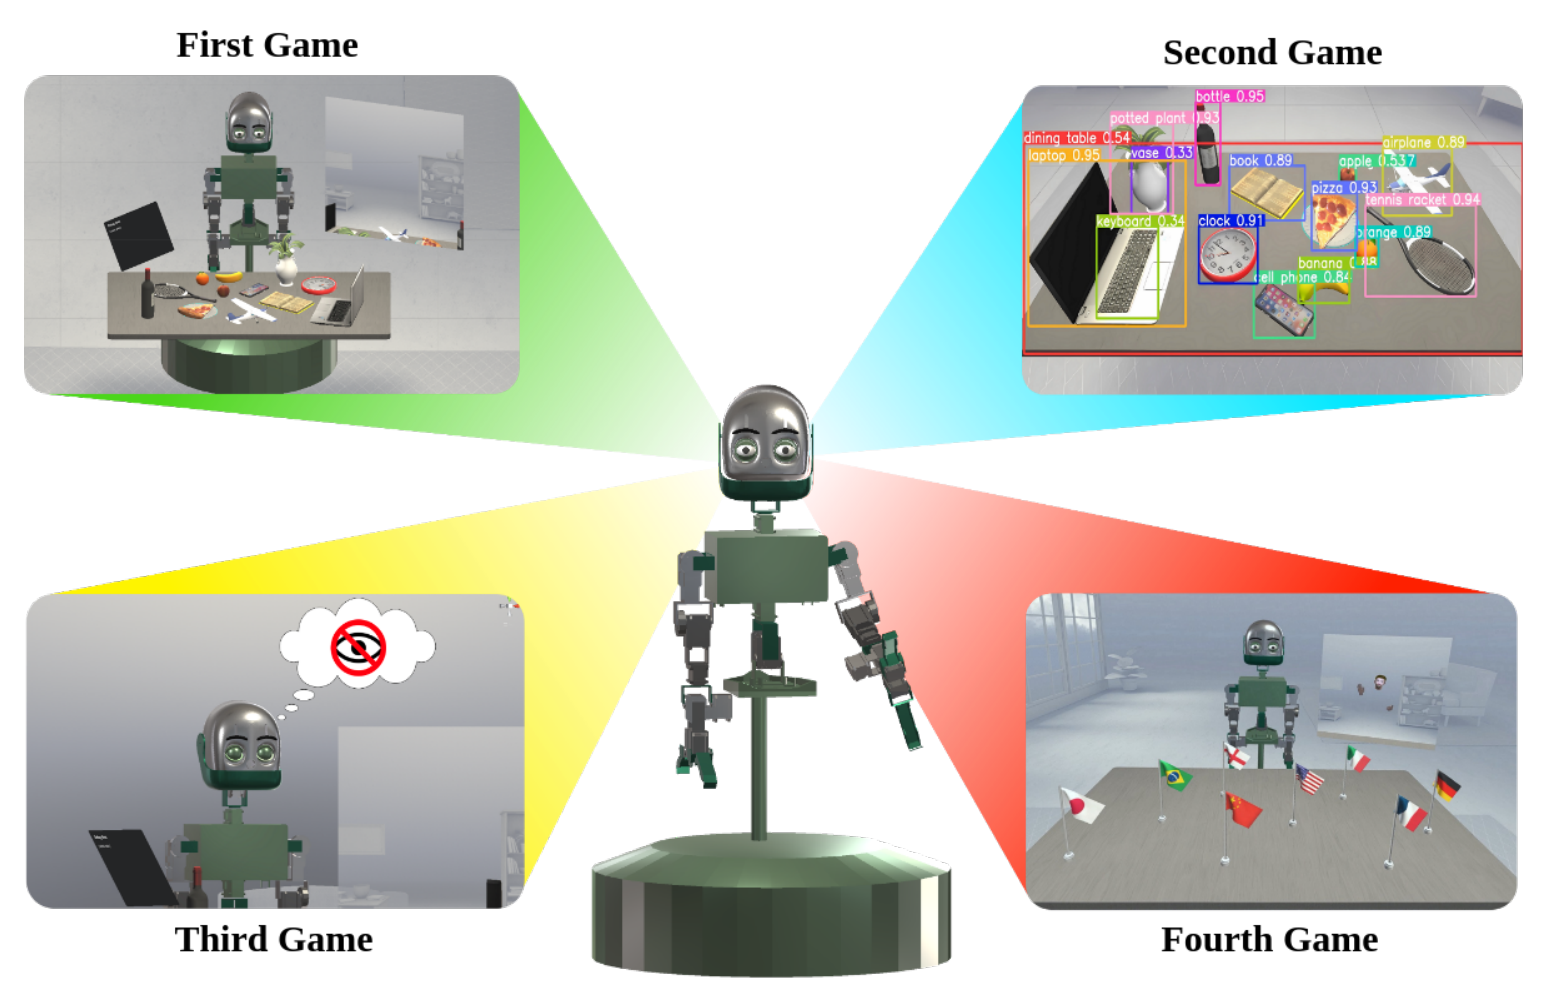 First Game
Second Game
bottle 0.95
potted plant 0.93
dining table 0.54
airplane 0.89
laptop 0.95
vase 0.33
book 0.89
apple 0.537
pizza 0.93
tennis racket 0.94
keyboard 0.34
clock 0.91
orange 0.89
banana 0.88
cell phone 0.84
Third Game
Fourth Game